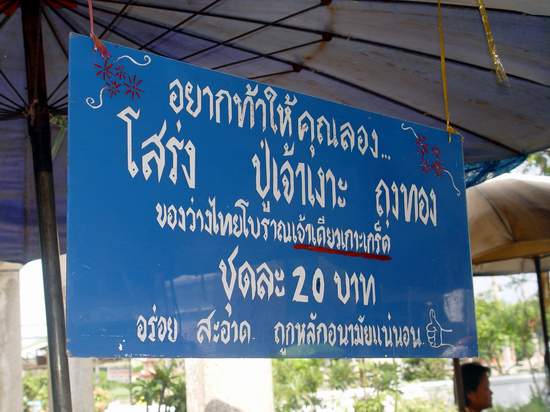 อยากท้าให้คุณลอง...
โสร่ง ปู่เจ้าเงาะ ถุงทอง
ของว่างไทยโบราณเจ้าเดียวเกาะเกร็ด
ชุดละ 20 บาท
อร่อย สะอาด ถูกหลักอนามัยแน่นอน